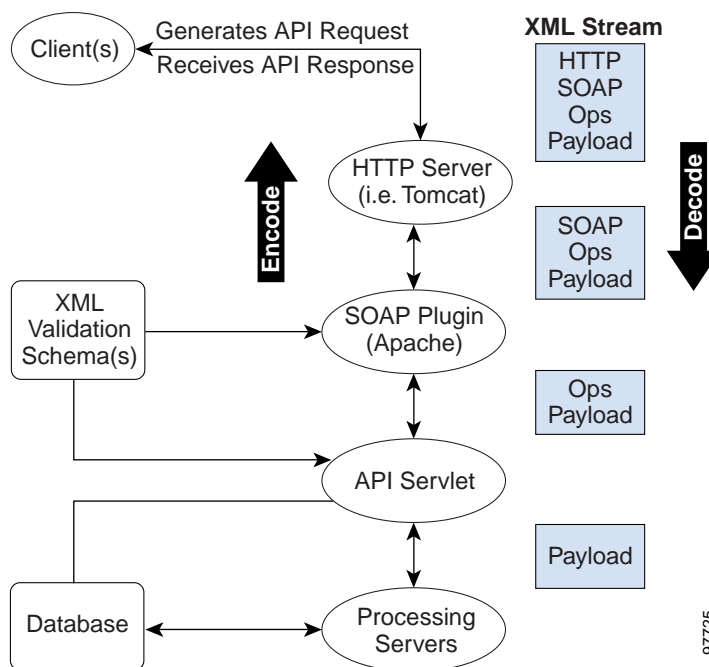 Client(s)
Generates API Request
Receives API Response
XML Stream
HTTP
SOAP
Ops
Payload
HTTP Server
(i.e. Tomcat)
Encode
Decode
SOAP
Ops
Payload
XML
Validation
Schema(s)
SOAP Plugin
(Apache)
Ops
Payload
API Servlet
Payload
Database
Processing
Servers
97725